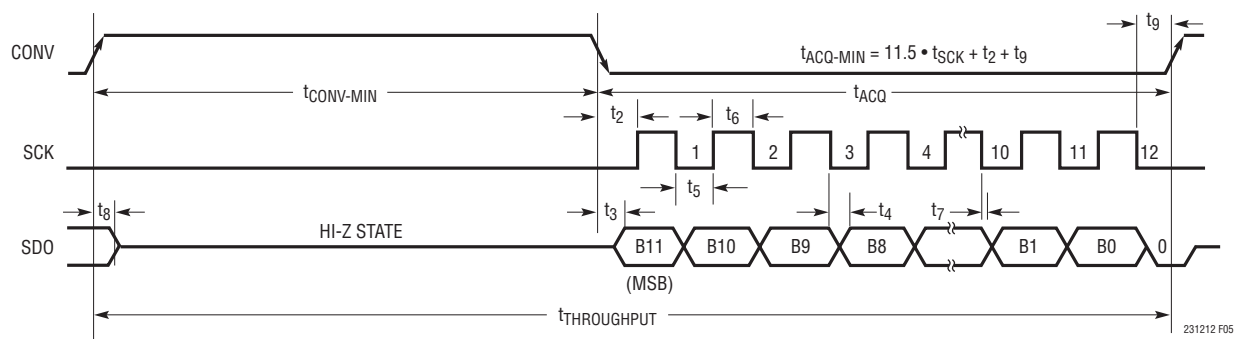 t9
CONV
tACQ-MIN = 11.5 • tSCK + t2 + t9
tCONV-MIN
tACQ
t2
t6
SCK
1 2 3 4 10 11 12
t5
t8
t3
t4
t7
HI-Z STATE
SDO
B11 B10 B9 B8 B1 B0 0
(MSB)
tTHROUGHPUT
231212 F05